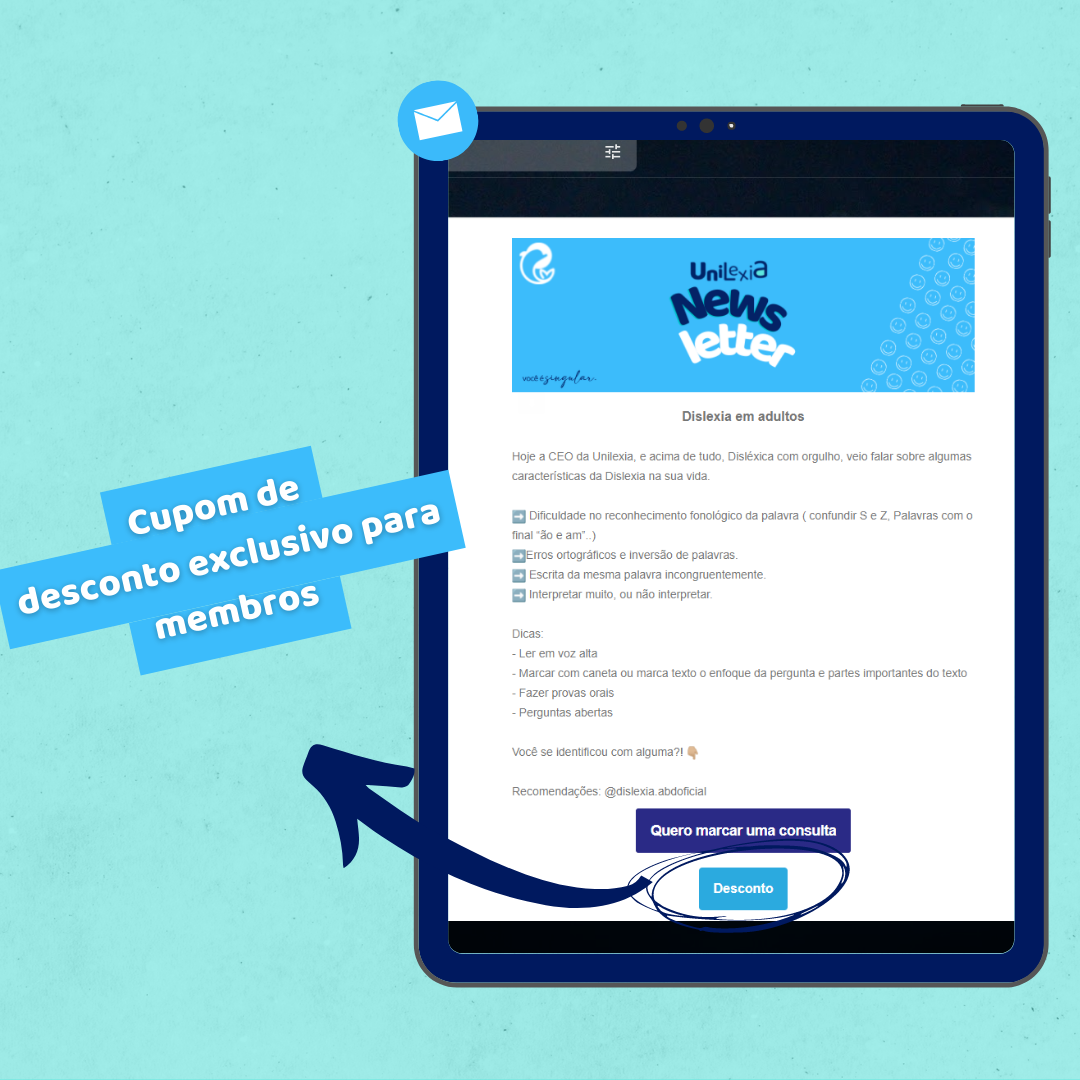 Cupom de
desconto exclusivo para
membros
UniLexia
News
letter
você é singular.
Dislexia em adultos
Hoje a CEO da Unilexia, e acima de tudo, Disléxica com orgulho, veio falar sobre algumas
características da Dislexia na sua vida.
➡️ Dificuldade no reconhecimento fonológico da palavra ( confundir S e Z, Palavras com o
final “ão e am”..)
➡️Erros ortográficos e inversão de palavras.
➡️ Escrita da mesma palavra incongruentemente.
➡️ Interpretar muito, ou não interpretar.
Dicas:
- Ler em voz alta
- Marcar com caneta ou marca texto o enfoque da pergunta e partes importantes do texto
- Fazer provas orais
- Perguntas abertas
Você se identificou com alguma?! 👇🏼
Recomendações: @dislexia.abdoficial
Quero marcar uma consulta
Desconto